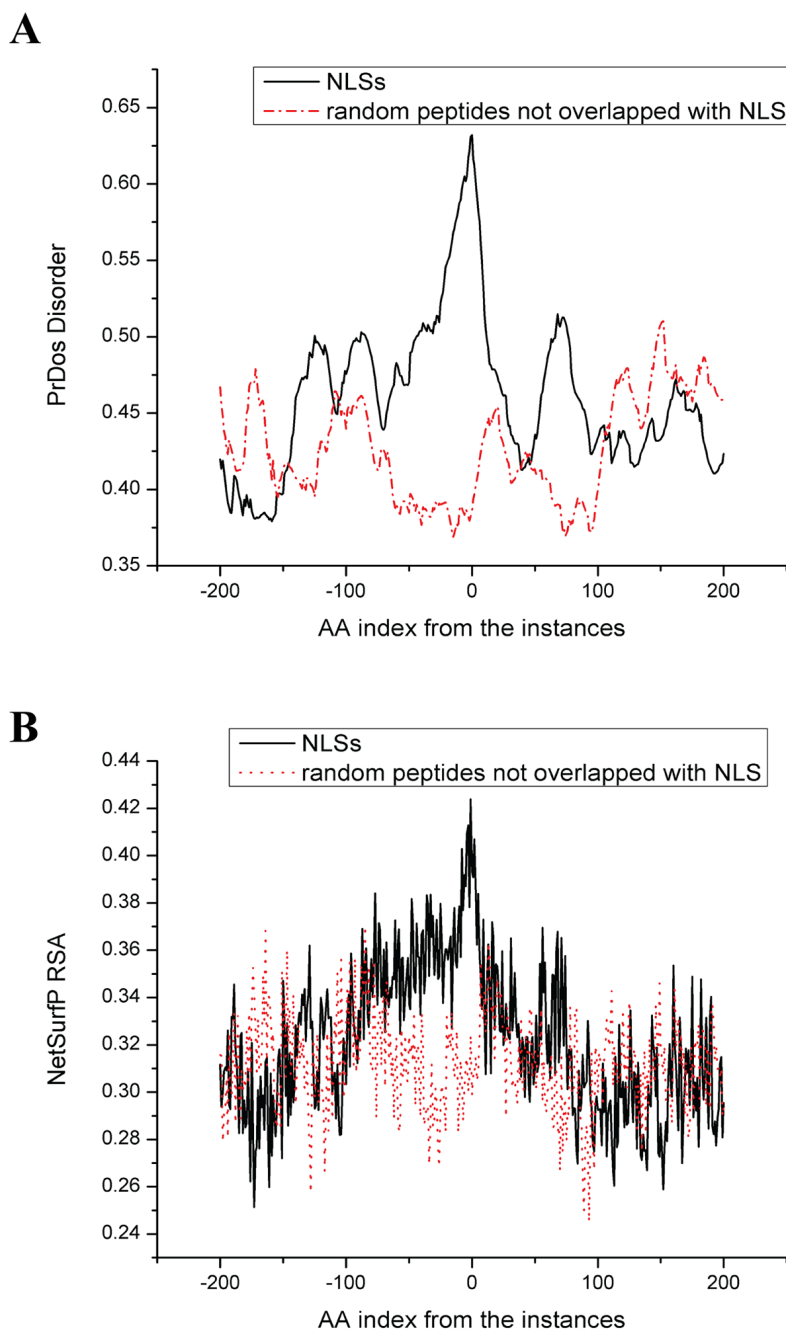 A
NLSs
random peptides not overlapped with NLS
0.65
0.60
0.55
0.50
0.45
0.40
0.35
PrDos Disorder
-200
-100
0
100
200
AA index from the instances
B
NLSs
random peptides not overlapped with NLS
0.44
0.42
0.40
0.38
0.36
0.34
0.32
0.30
0.28
0.26
0.24
NetSurfP RSA
-200
-100
0
100
200
AA index from the instances